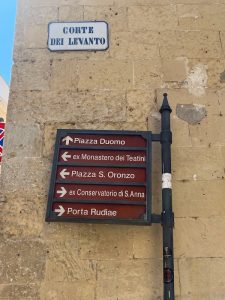 CORTE
DEI LEVANTO
Piazza Duomo
ex Monastero dei Teatini
Piazza S. Oronzo
ex Conservatorio di S. Anna
Porta Rudiae